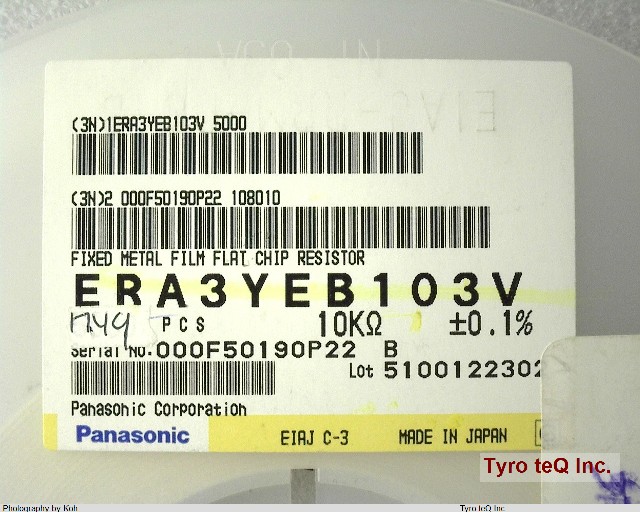 (3N)1ERA3YEB103V 5000
(3N)2 000F50190P22 108010
FIXED METAL FILM FLAT CHIP RESISTOR
ERA3YEB103V
PCS 10KΩ ±0.1%
Serial No. 000F50190P22 B
Lot 5100122302
Panasonic Corporation
Panasonic EIAJ C-3 MADE IN JAPAN
Tyro teQ Inc.
Photography by Koh Tyro teQ Inc